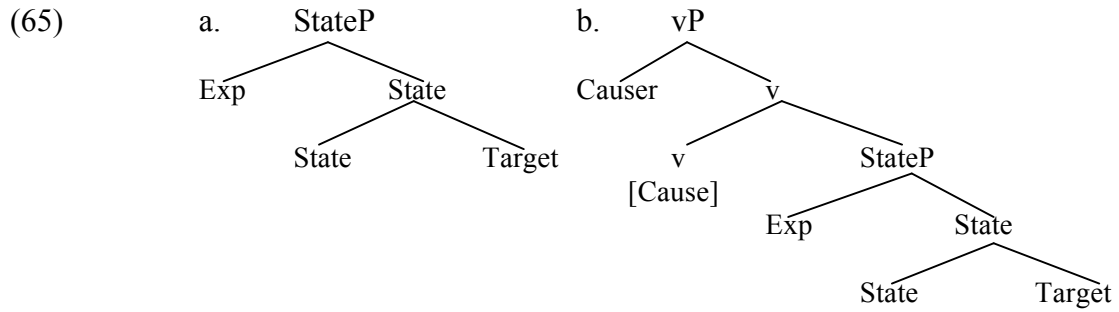 (65) a. StateP b. vP
Exp State Causer v
State Target v StateP
[Cause] Exp State
State Target